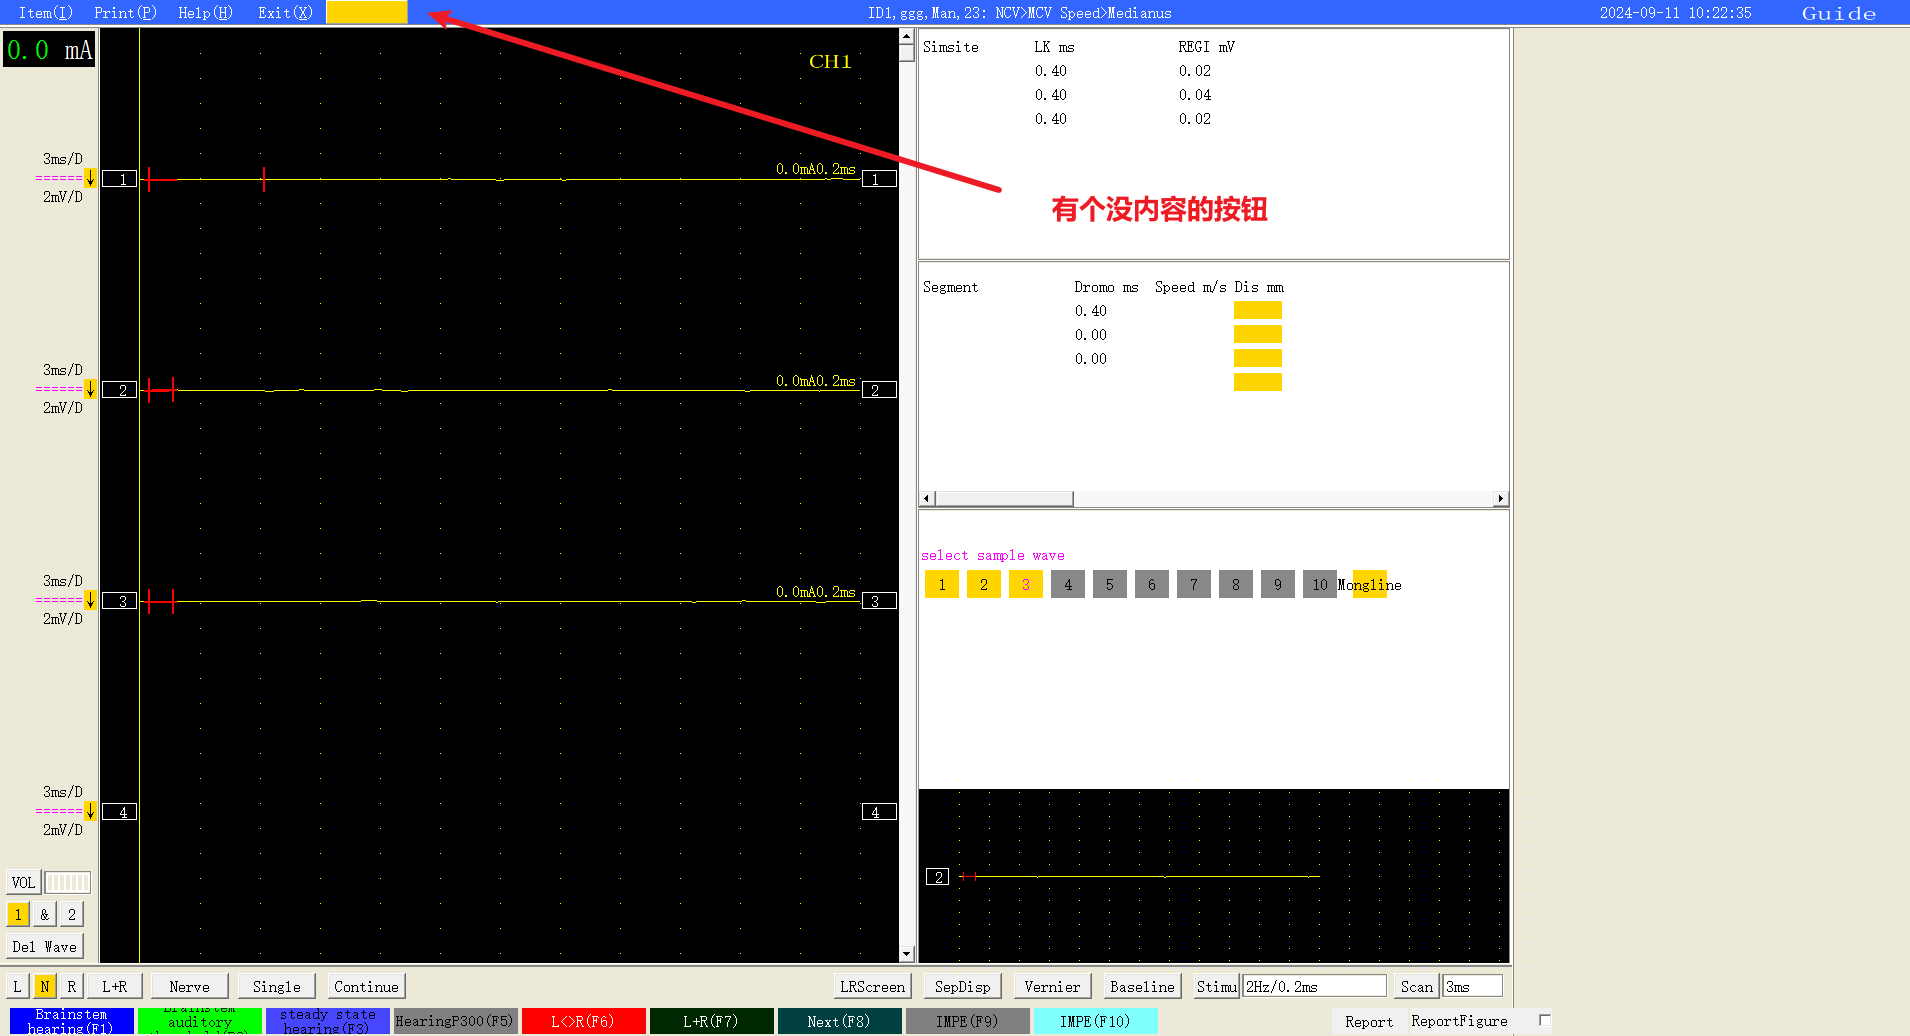 Item(I) Print(P) Help(H) Exit(X) ID1,ggg,Man,23: NCV>MCV Speed>Medianus 2024-09-11 10:22:35 Guide
0.0 mA
CH1
3ms/D
2mV/D
1
0.0mA0.2ms
1
3ms/D
2mV/D
2
0.0mA0.2ms
2
3ms/D
2mV/D
3
0.0mA0.2ms
3
3ms/D
2mV/D
4
4
VOL
1 & 2
Del Wave
Simsite LK ms REGI mV
0.40 0.02
0.40 0.04
0.40 0.02
有个没内容的按钮
Segment Dromo ms Speed m/s Dis mm
0.40
0.00
0.00
select sample wave
1 2 3 4 5 6 7 8 9 10 Mongline
2
L N R L+R Nerve Single Continue LRScreen SepDisp Vernier Baseline Stimu 2Hz/0.2ms Scan 3ms
Brainstem
hearing(F1)
Brainstem
auditory
steady state
hearing(F3)
HearingP300(F5) L<>R(F6) L+R(F7) Next(F8) IMPE(F9) IMPE(F10) Report ReportFigure